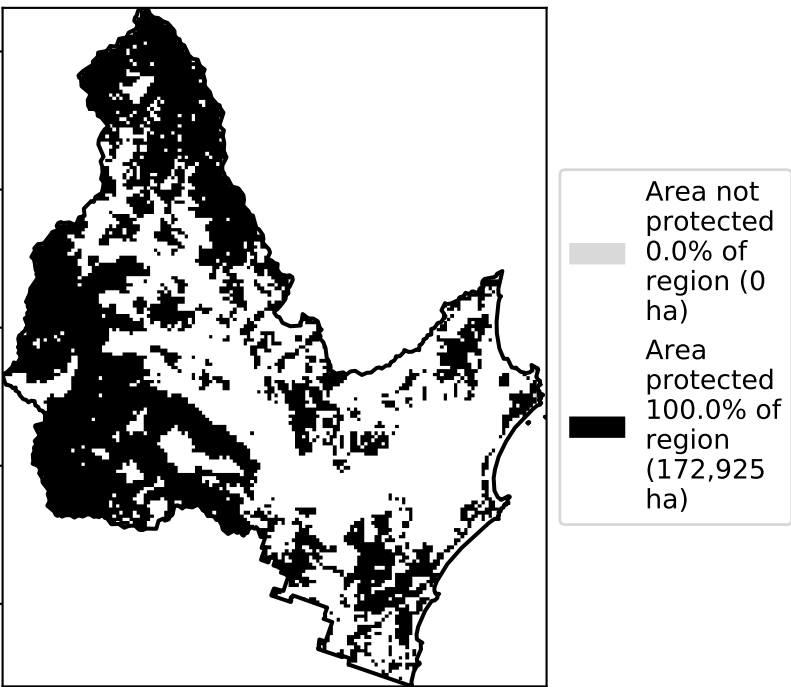 Area not
protected
0.0% of
region (0
ha)
Area
protected
100.0% of
region
(172,925
ha)